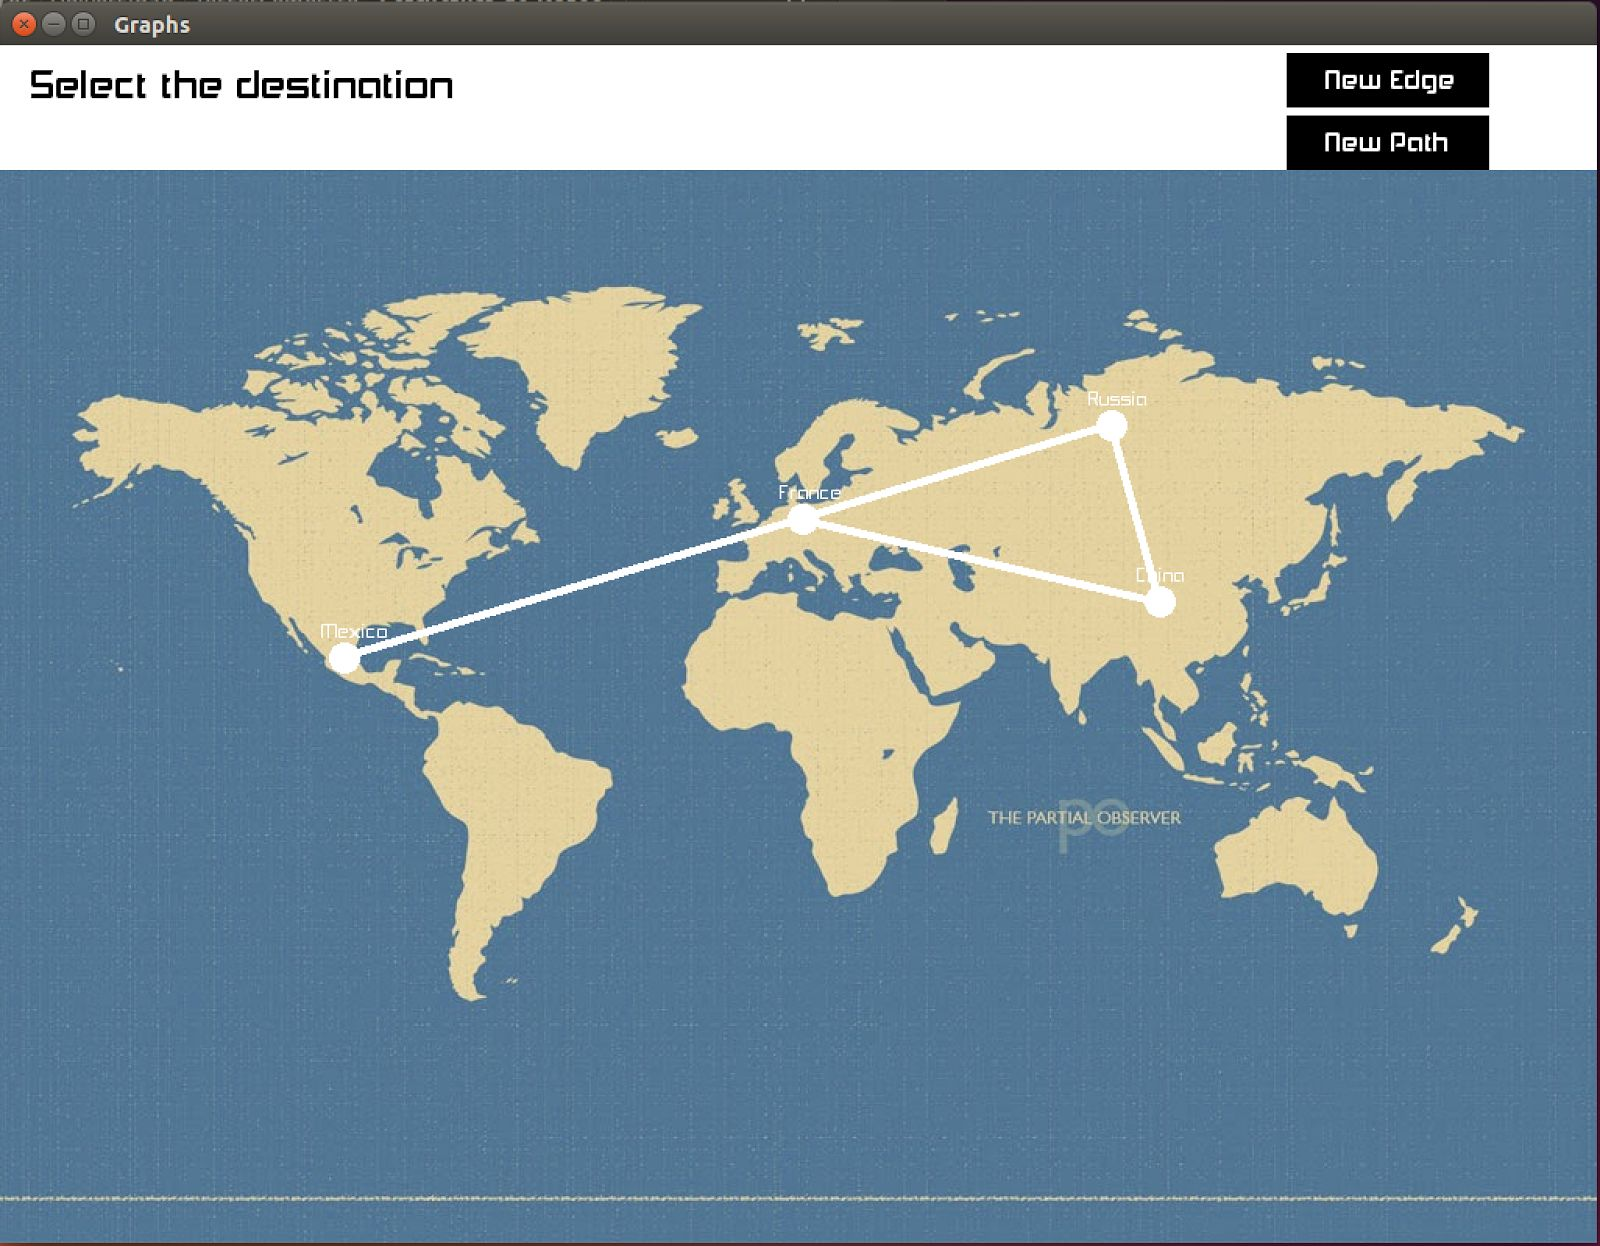 Graphs
Select the destination
New Edge
New Path
Russia
France
China
Mexico
po
THE PARTIAL OBSERVER